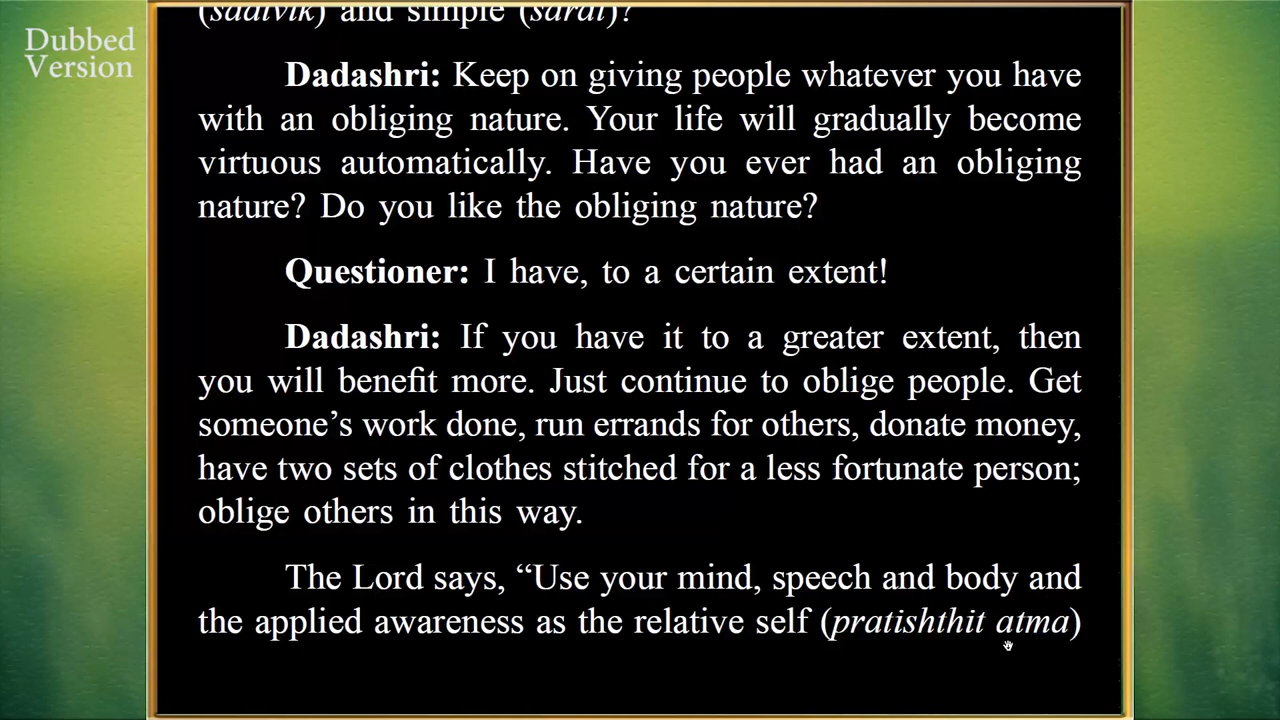 Dubbed
Version
(saatvik) and simple (saral)?
Dadashri: Keep on giving people whatever you have
with an obliging nature. Your life will gradually become
virtuous automatically. Have you ever had an obliging
nature? Do you like the obliging nature?
Questioner: I have, to a certain extent!
Dadashri: If you have it to a greater extent, then
you will benefit more. Just continue to oblige people. Get
someone’s work done, run errands for others, donate money,
have two sets of clothes stitched for a less fortunate person;
oblige others in this way.
The Lord says, “Use your mind, speech and body and
the applied awareness as the relative self (pratishthit atma)